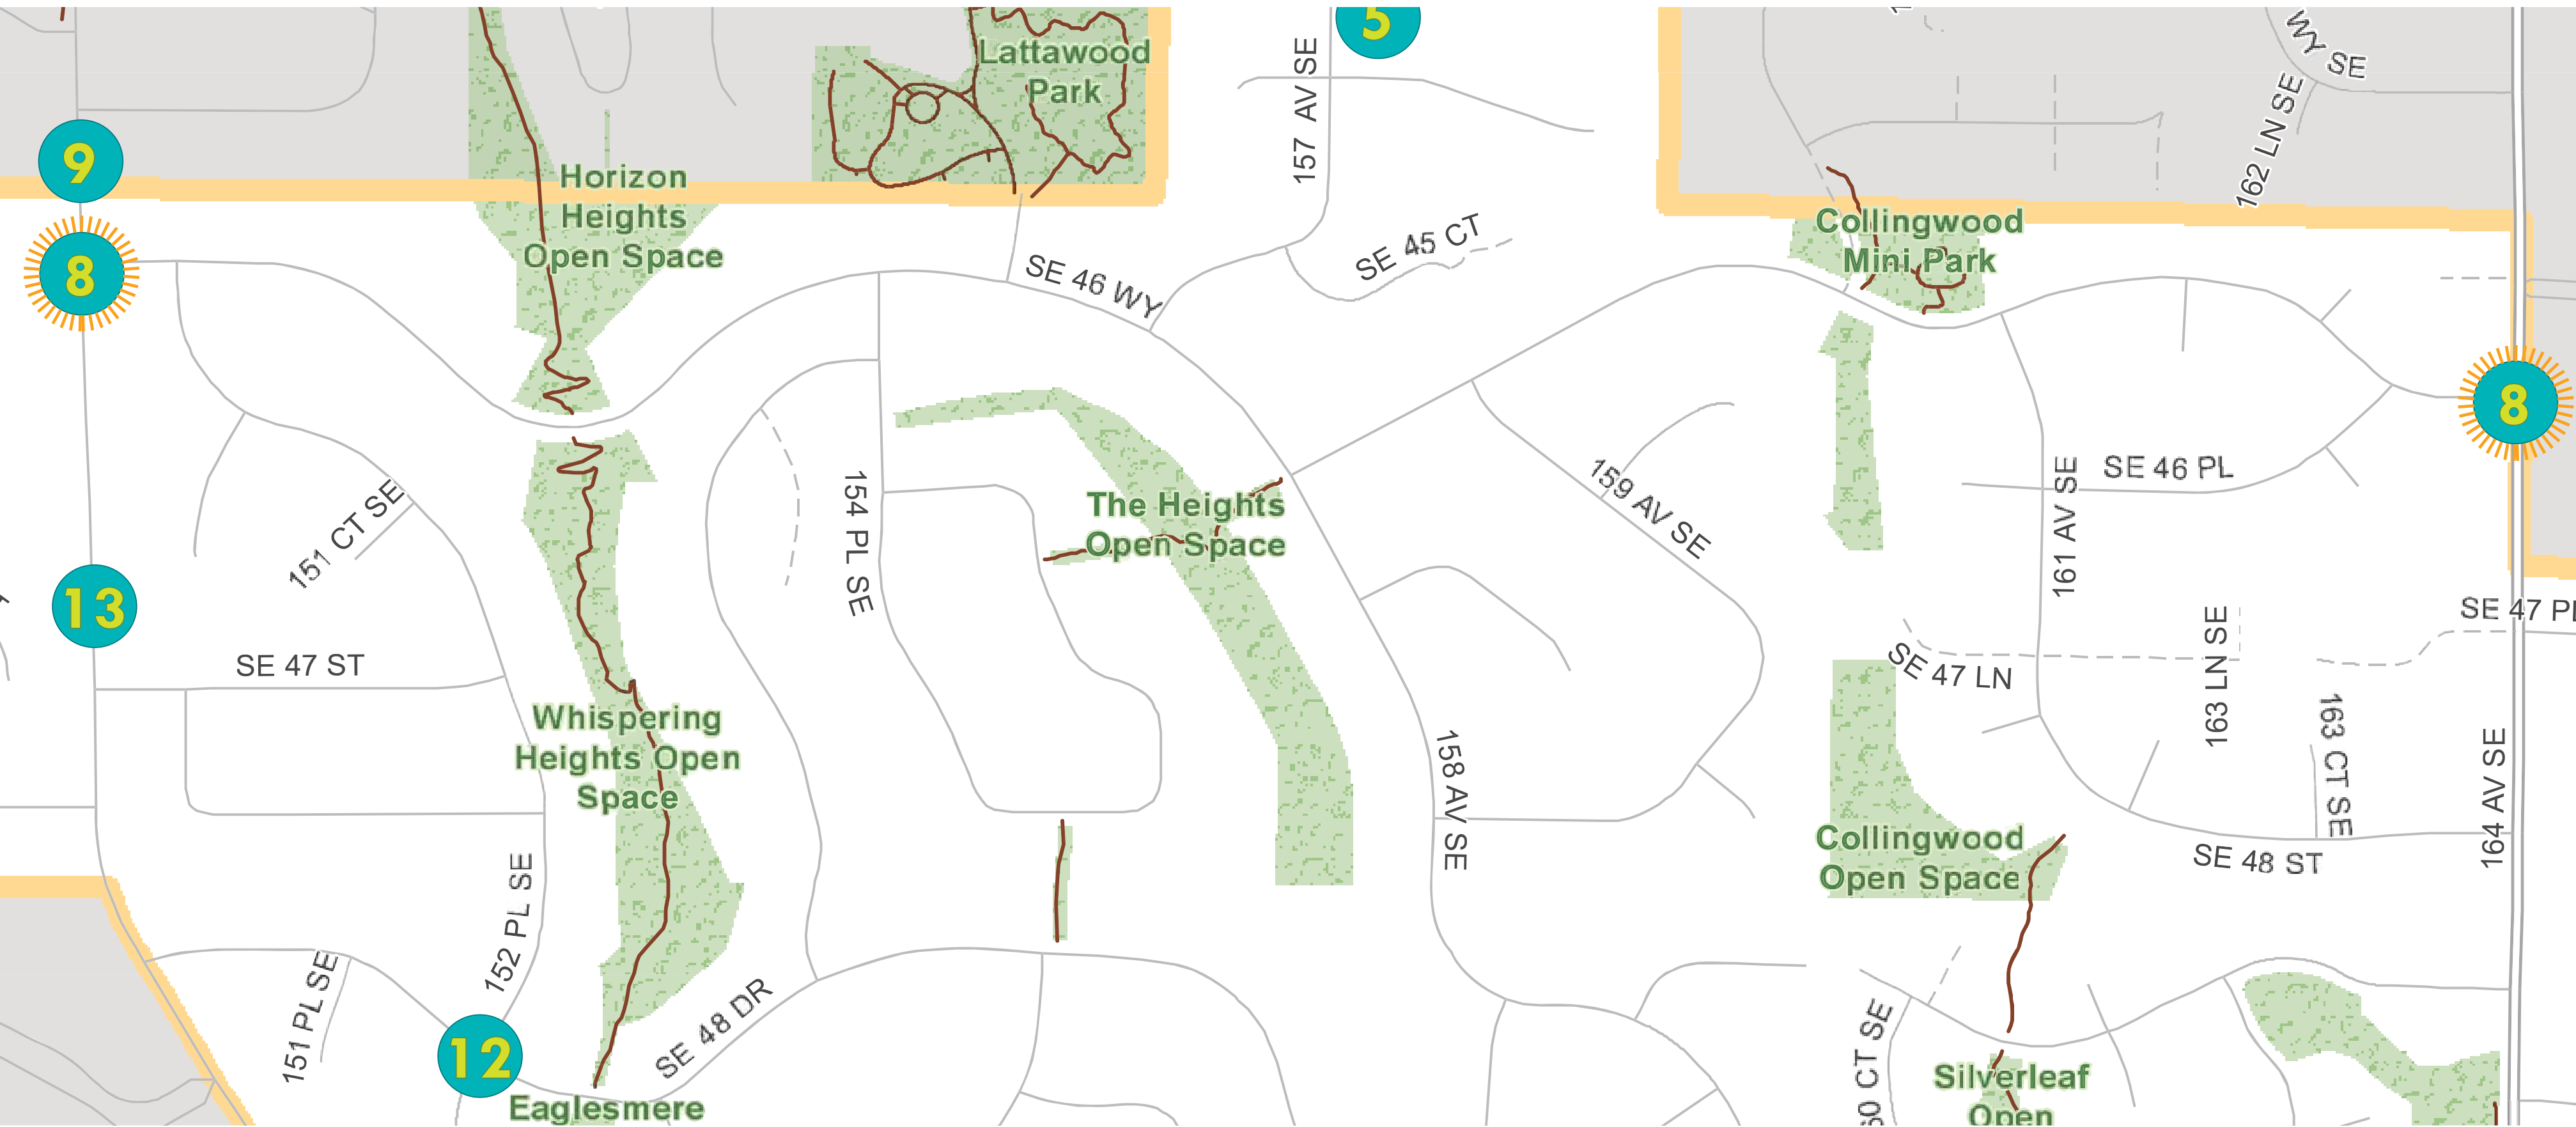 5
WY SE
Lattawood
Park
157 AV SE
162 LN SE
9
Horizon
Heights
Open Space
Collingwood
Mini Park
8
SE 46 WY
SE 45 CT
8
SE 46 PL
154 PL SE
The Heights
Open Space
159 AV SE
161 AV SE
151 CT SE
13
SE 47 ST
SE 47 PL
SE 47 LN
163 LN SE
163 CT SE
Whispering
Heights Open
Space
158 AV SE
164 AV SE
Collingwood
Open Space
SE 48 ST
152 PL SE
151 PL SE
SE 48 DR
12
60 CT SE
Eaglesmere
Silverleaf
Open